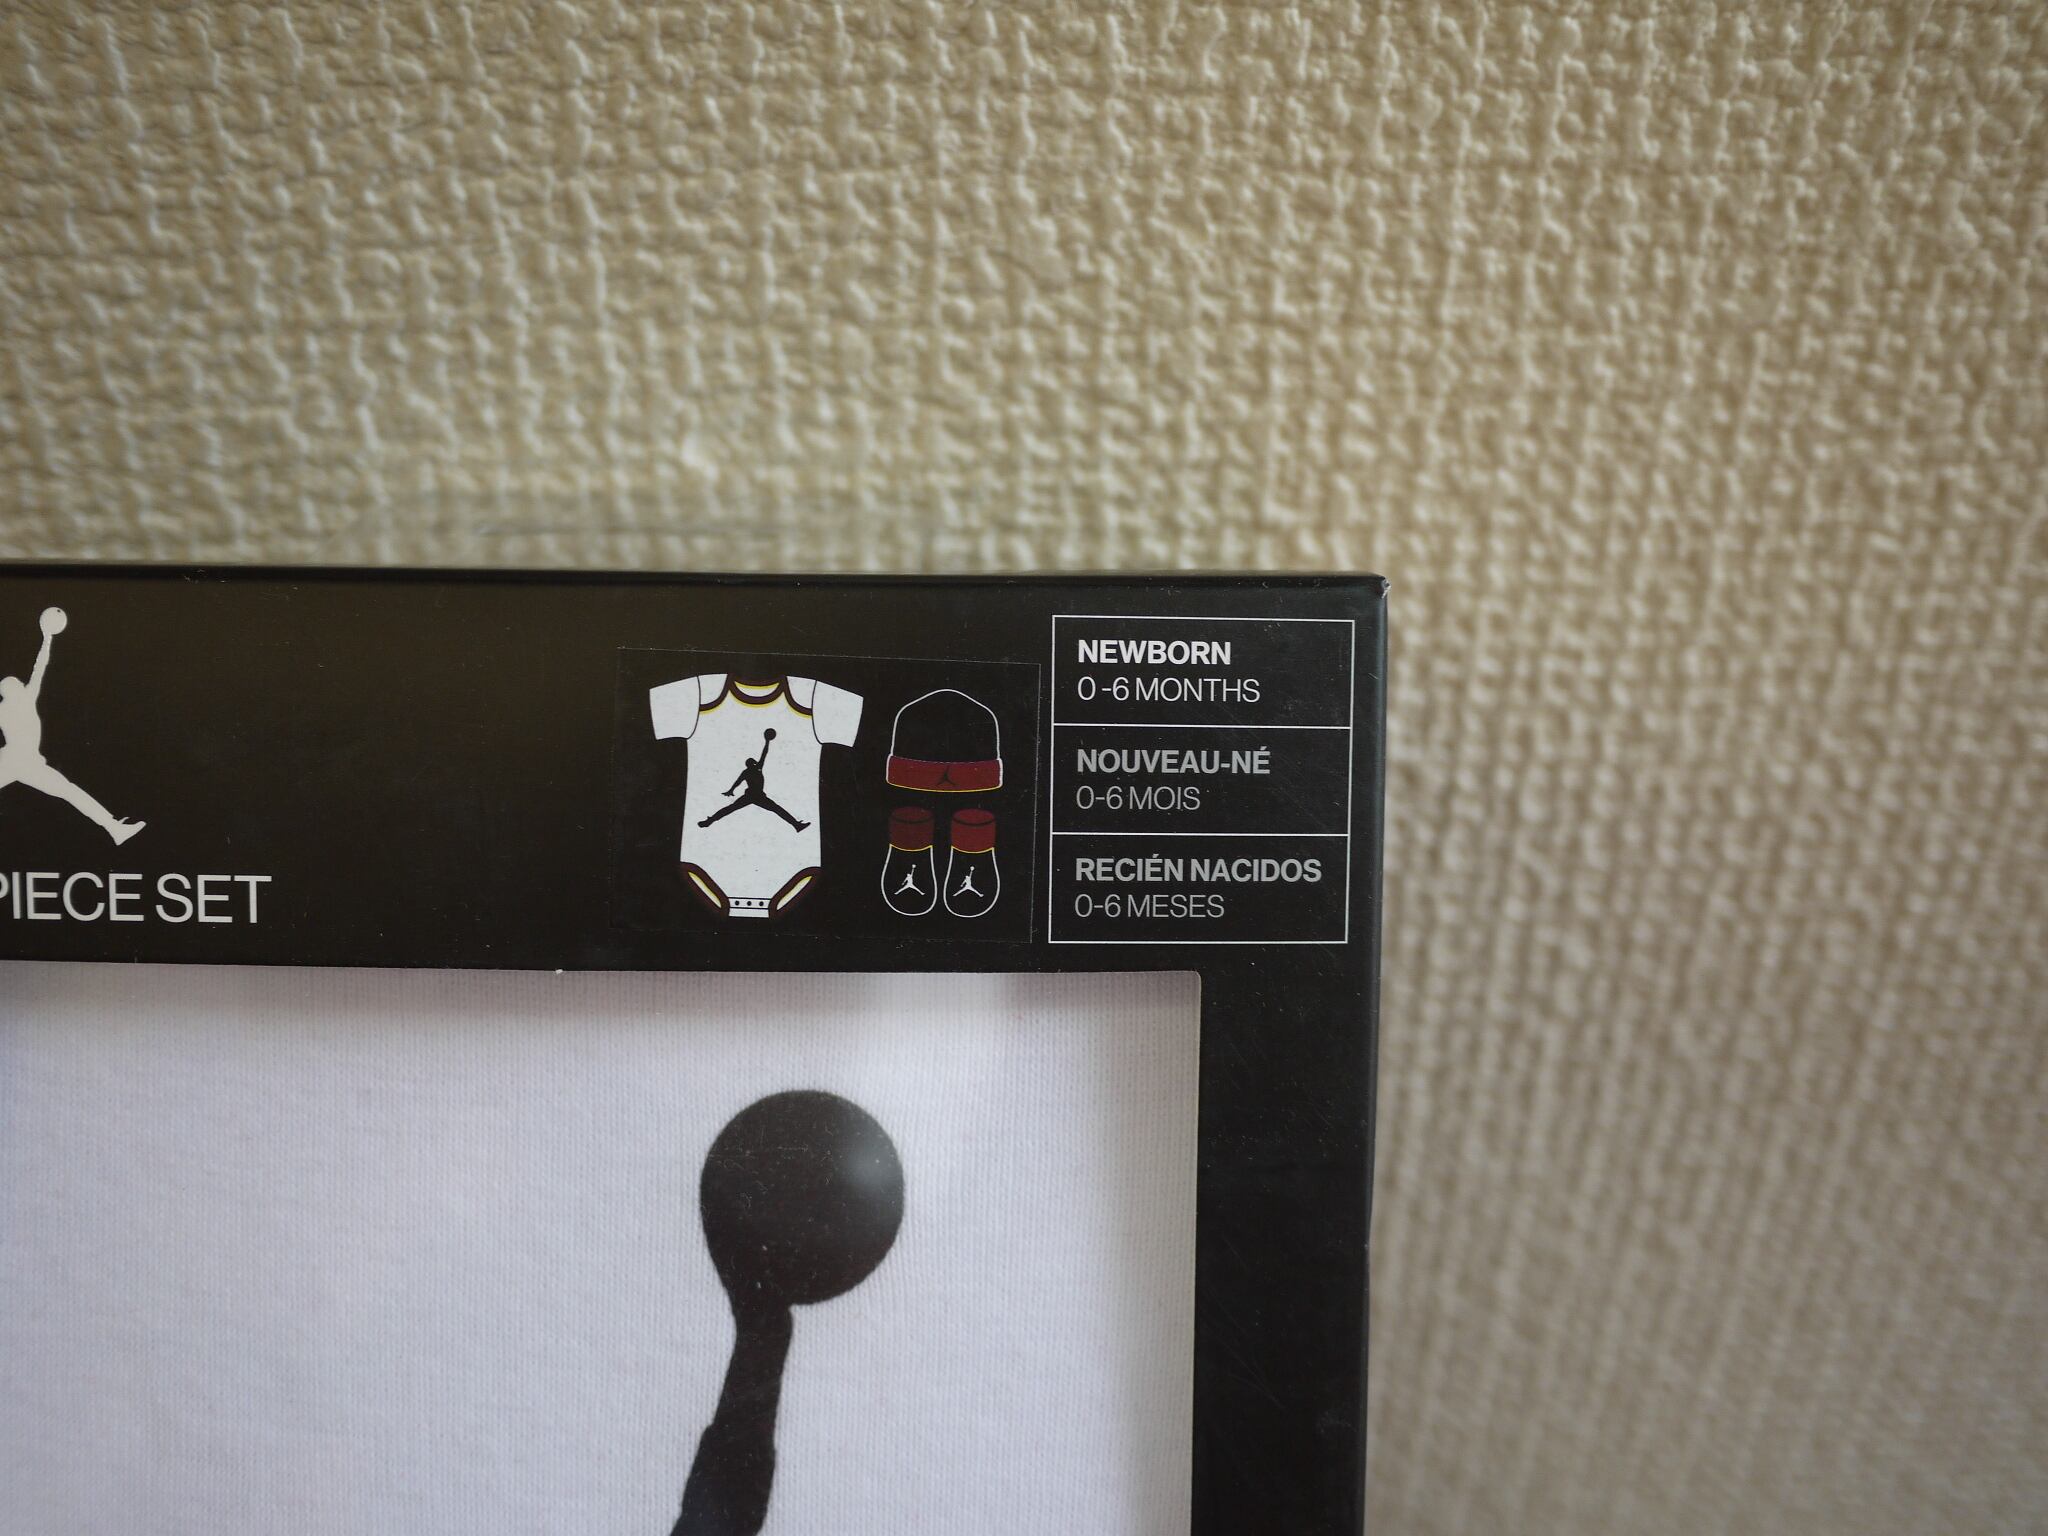 PIECE SET
NEWBORN
0-6 MONTHS
NOUVEAU-NÉ
0-6 MOIS
RECIÉN NACIDOS
0-6 MESES